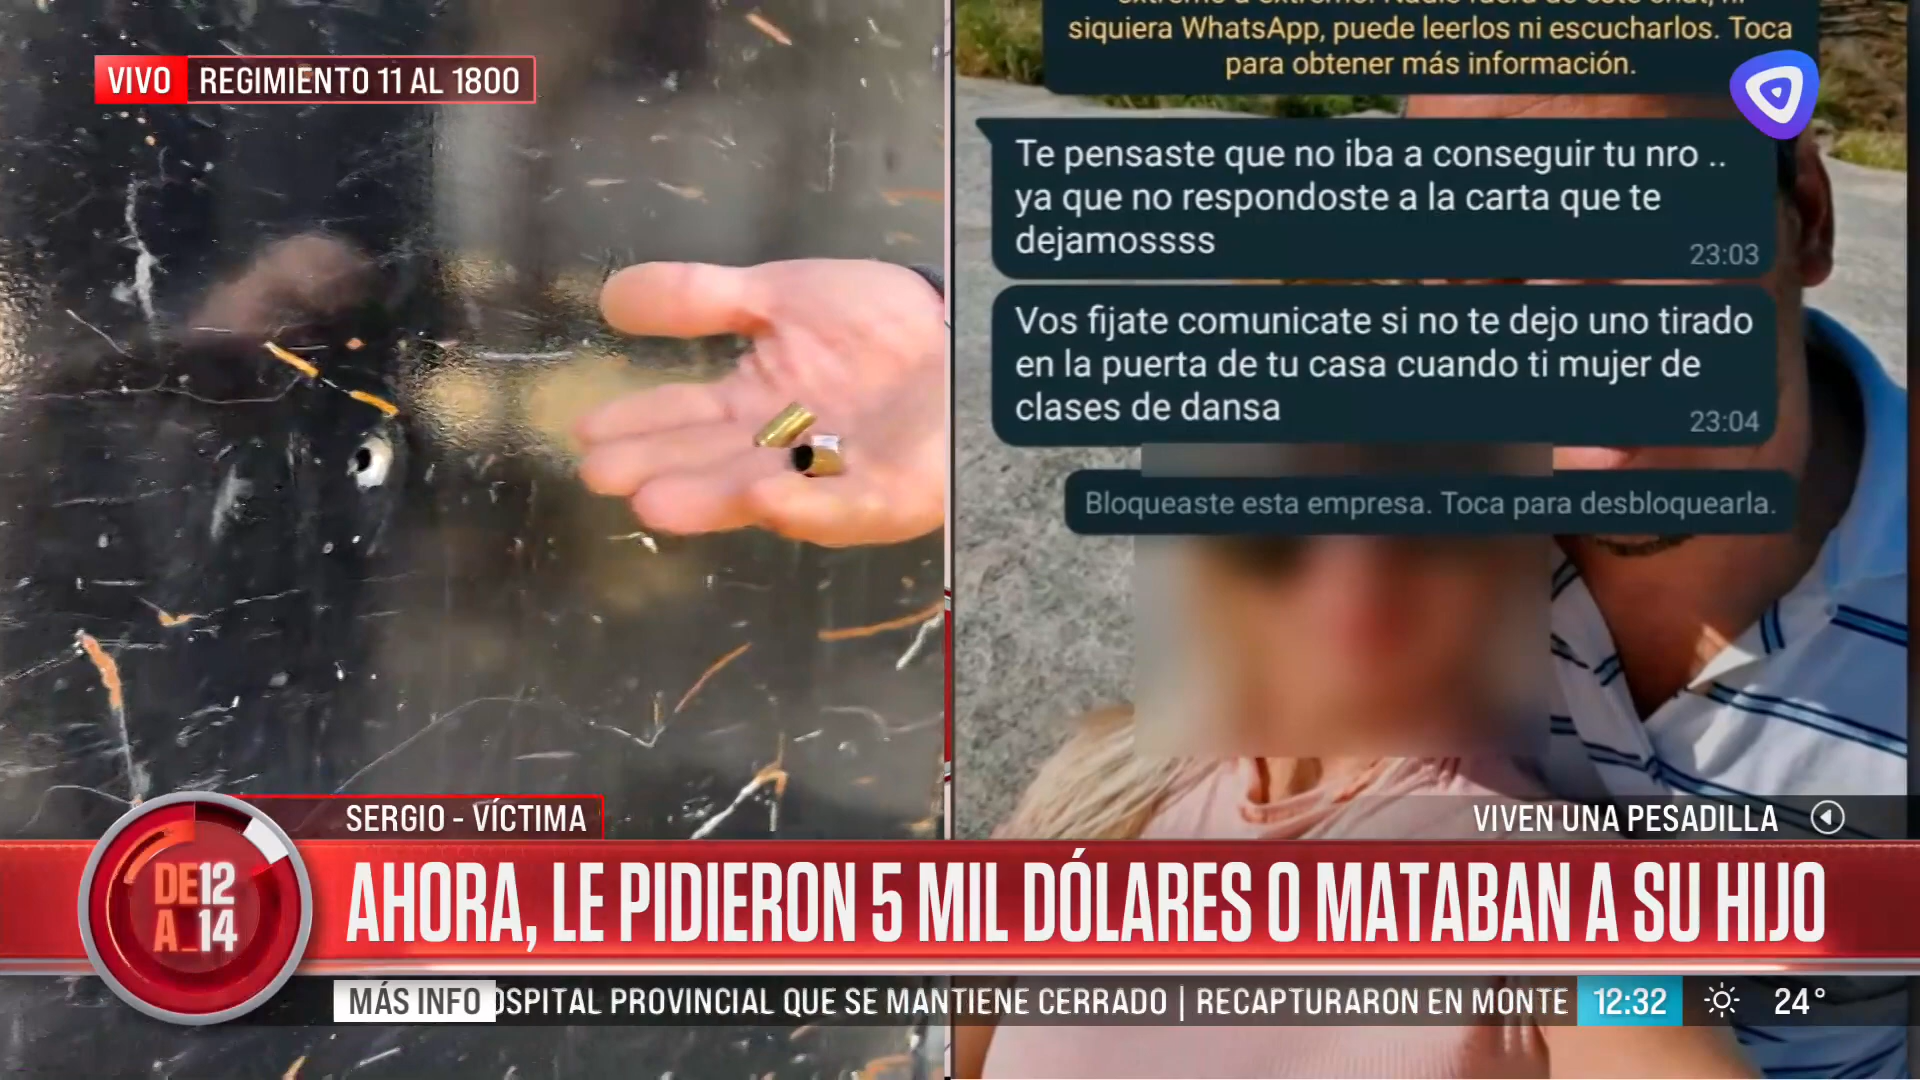 VIVO REGIMIENTO 11 AL 1800
siquiera WhatsApp, puede leerlos ni escucharlos. Toca
para obtener más información.
Te pensaste que no iba a conseguir tu nro ..
ya que no respondoste a la carta que te
dejamossss
23:03
Vos fijate comunicate si no te dejo uno tirado
en la puerta de tu casa cuando ti mujer de
clases de dansa
23:04
Bloqueaste esta empresa. Toca para desbloquearla.
SERGIO - VÍCTIMA
VIVEN UNA PESADILLA
DE12
A_14
AHORA, LE PIDIERON 5 MIL DÓLARES O MATABAN A SU HIJO
MÁS INFO OSPITAL PROVINCIAL QUE SE MANTIENE CERRADO | RECAPTURARON EN MONTE 12:32 24°